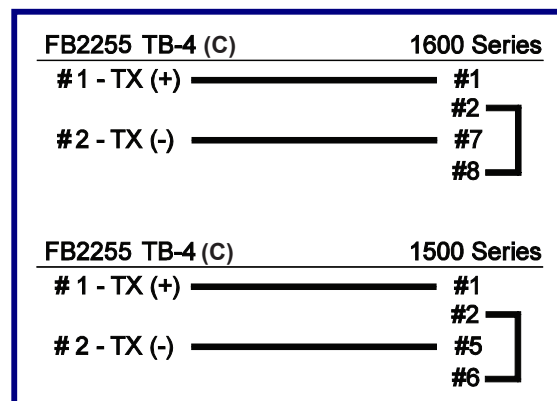 FB2255 TB-4 (C) 1600 Series
#1 - TX (+) #1
#2
#2 - TX (-) #7
#8
FB2255 TB-4 (C) 1500 Series
# 1 - TX (+) #1
#2
# 2 - TX (-) #5
#6